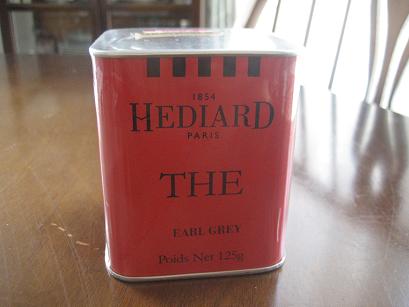 1854
HEDIARD
PARIS
THE
EARL GREY
Poids Net 125g